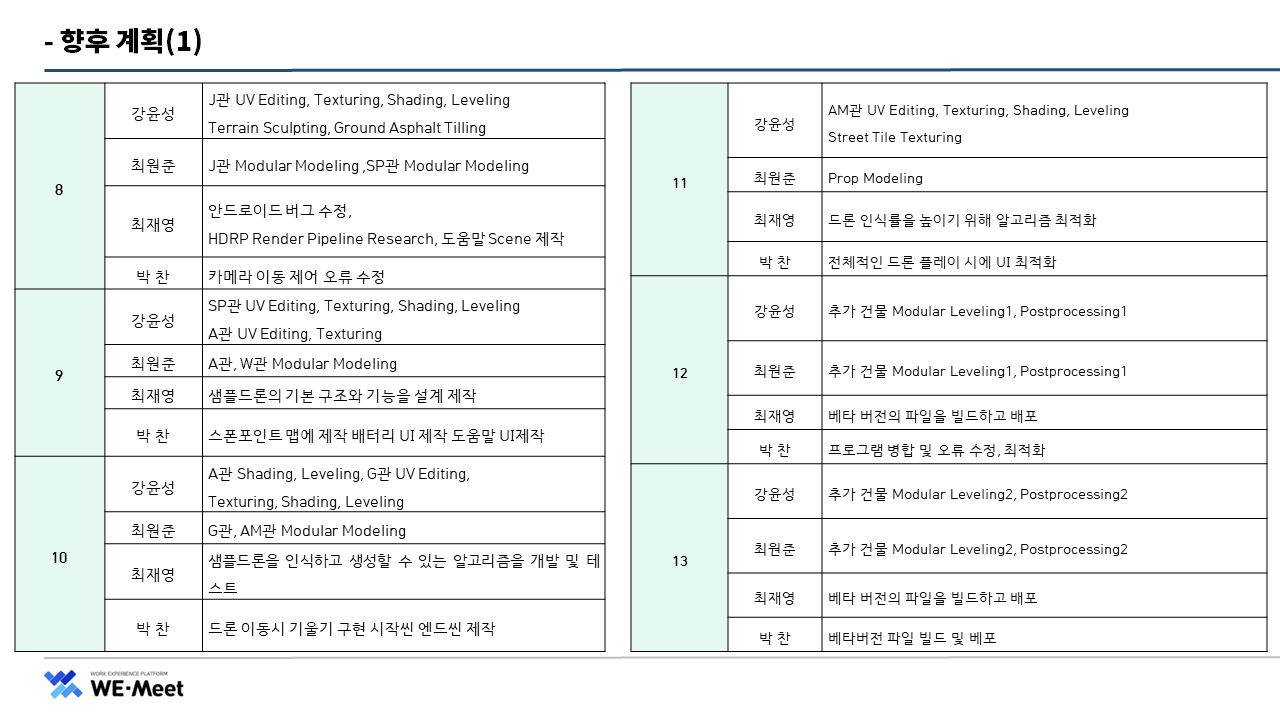 - 향후 계획(1)
8
강윤성
J관 UV Editing, Texturing, Shading, Leveling
Terrain Sculpting, Ground Asphalt Tilling
최원준
J관 Modular Modeling ,SP관 Modular Modeling
최재영
안드로이드 버그 수정,
HDRP Render Pipeline Research, 도움말 Scene 제작
박 찬
카메라 이동 제어 오류 수정
9
강윤성
SP관 UV Editing, Texturing, Shading, Leveling
A관 UV Editing, Texturing
최원준
A관, W관 Modular Modeling
최재영
샘플드론의 기본 구조와 기능을 설계 제작
박 찬
스폰포인트 맵에 제작 배터리 UI 제작 도움말 UI제작
10
강윤성
A관 Shading, Leveling, G관 UV Editing,
Texturing, Shading, Leveling
최원준
G관, AM관 Modular Modeling
최재영
샘플드론을 인식하고 생성할 수 있는 알고리즘을 개발 및 테
스트
박 찬
드론 이동시 기울기 구현 시작씬 엔드씬 제작
11
강윤성
AM관 UV Editing, Texturing, Shading, Leveling
Street Tile Texturing
최원준
Prop Modeling
최재영
드론 인식률을 높이기 위해 알고리즘 최적화
박 찬
전체적인 드론 플레이 시에 UI 최적화
12
강윤성
추가 건물 Modular Leveling1, Postprocessing1
최원준
추가 건물 Modular Leveling1, Postprocessing1
최재영
베타 버전의 파일을 빌드하고 배포
박 찬
프로그램 병합 및 오류 수정, 최적화
13
강윤성
추가 건물 Modular Leveling2, Postprocessing2
최원준
추가 건물 Modular Leveling2, Postprocessing2
최재영
베타 버전의 파일을 빌드하고 배포
박 찬
베타버전 파일 빌드 및 베포
WORK EXPERIENCE PLATFORM
WE-Meet